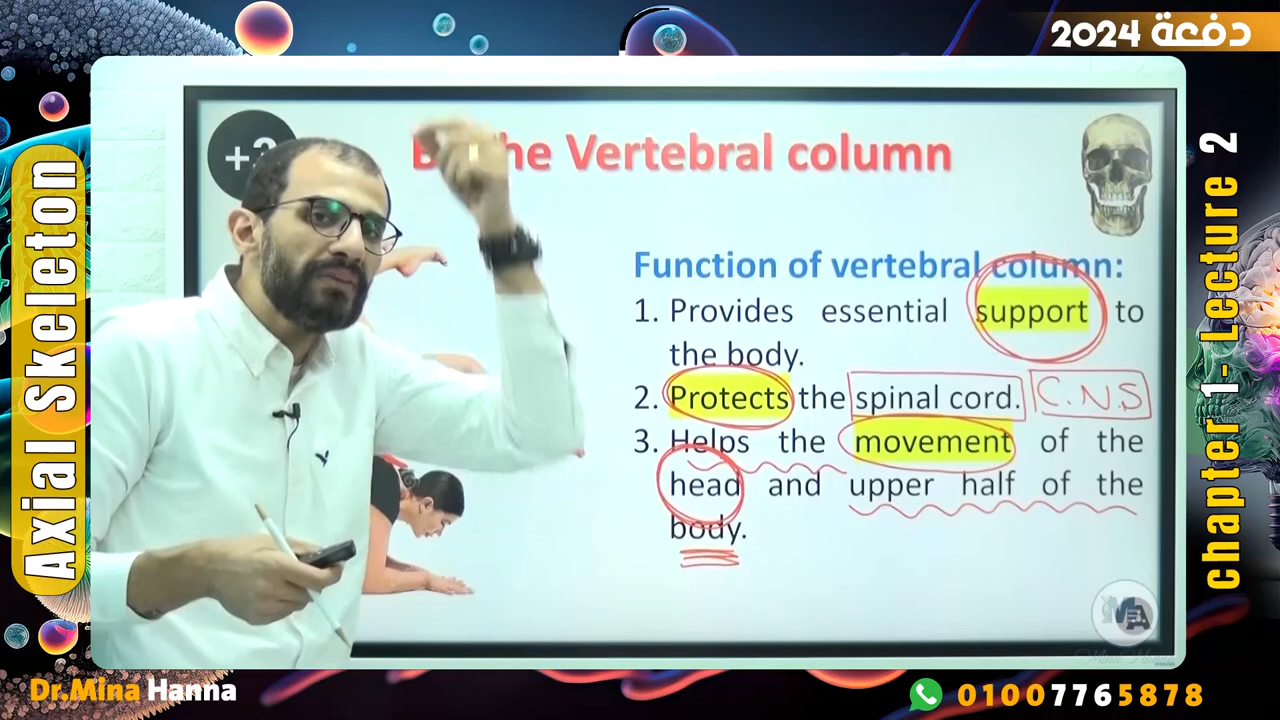 دفعة 2024
The Vertebral column
Function of vertebral column:
1. Provides essential support to
the body.
2. Protects the spinal cord. C.N.S
3. Helps the movement of the
head and upper half of the
body.
Axial Skeleton
chapter 1- Lecture 2
MA
Dr.Mina Hanna
01007765878